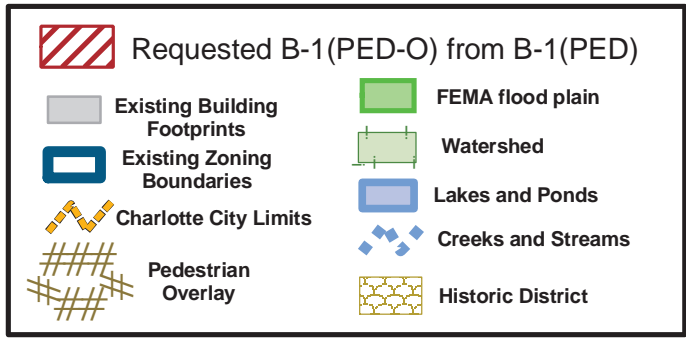 Requested B-1(PED-O) from B-1(PED)
Existing Building
Footprints
Existing Zoning
Boundaries
Charlotte City Limits
Pedestrian
Overlay
FEMA flood plain
Watershed
Lakes and Ponds
Creeks and Streams
Historic District